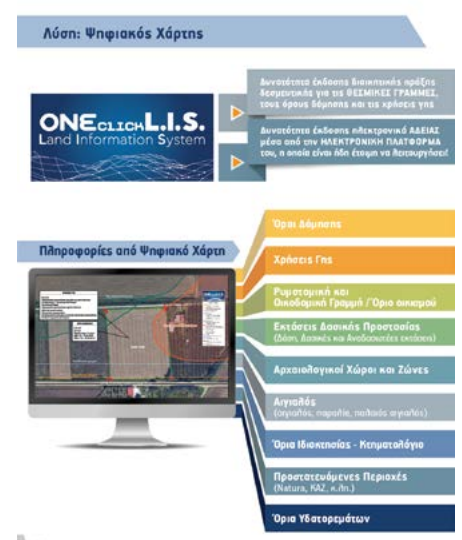 Λύση: Ψηφιακός Χάρτης
Δυνατότητα έκδοσης διοικητικής πράξης
δεσμευτικής για τις ΘΕΣΜΙΚΕΣ ΓΡΑΜΜΕΣ,
τους όρους δόμησης και τις χρήσεις γης
ONECLICKL.I.S.
Land Information System
Δυνατότητα έκδοσης ηλεκτρονικά ΑΔΕΙΑΣ
μέσα από την ΗΛΕΚΤΡΟΝΙΚΗ ΠΛΑΤΦΟΡΜΑ
του, η οποία είναι ήδη έτοιμη να λειτουργήσει!
Πληροφορίες από Ψηφιακό Χάρτη
Όροι Δόμησης
Χρήσεις Γης
Ρυμοτομική και
Οικοδομική Γραμμή /Όριο οικισμού
Εκτάσεις Δασικής Προστασίας
(Δάση, Δασικές και Αναδασωτέες εκτάσεις)
Αρχαιολογικοί Χώροι και Ζώνες
Αιγιαλός
(αιγιαλός, παραλία, παλαιός αιγιαλός)
Όρια Ιδιοκτησίας - Κτηματολόγιο
Προστατευόμενες Περιοχές
(Natura, ΚΑΖ, κ.λπ.)
Όρια Υδατορεμάτων